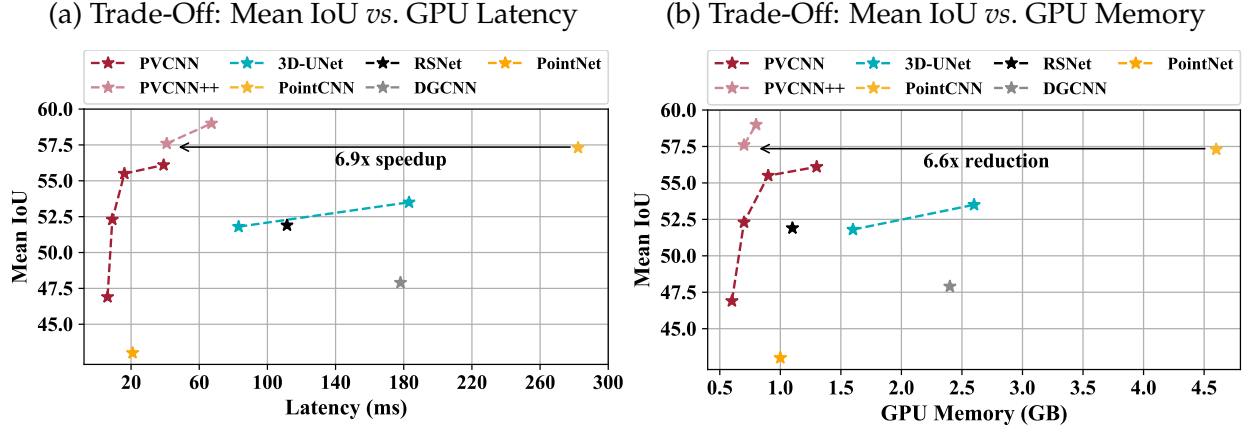 (a) Trade-Off: Mean IoU vs. GPU Latency
PVCNN 3D-UNet RSNet PointNet
PVCNN++ PointCNN DGCNN
60.0
57.5
55.0
52.5
50.0
47.5
45.0
Mean IoU
6.9x speedup
20 60 100 140 180 220 260 300
Latency (ms)
(b) Trade-Off: Mean IoU vs. GPU Memory
PVCNN 3D-UNet RSNet PointNet
PVCNN++ PointCNN DGCNN
60.0
57.5
55.0
52.5
50.0
47.5
45.0
Mean IoU
6.6x reduction
0.5 1.0 1.5 2.0 2.5 3.0 3.5 4.0 4.5
GPU Memory (GB)